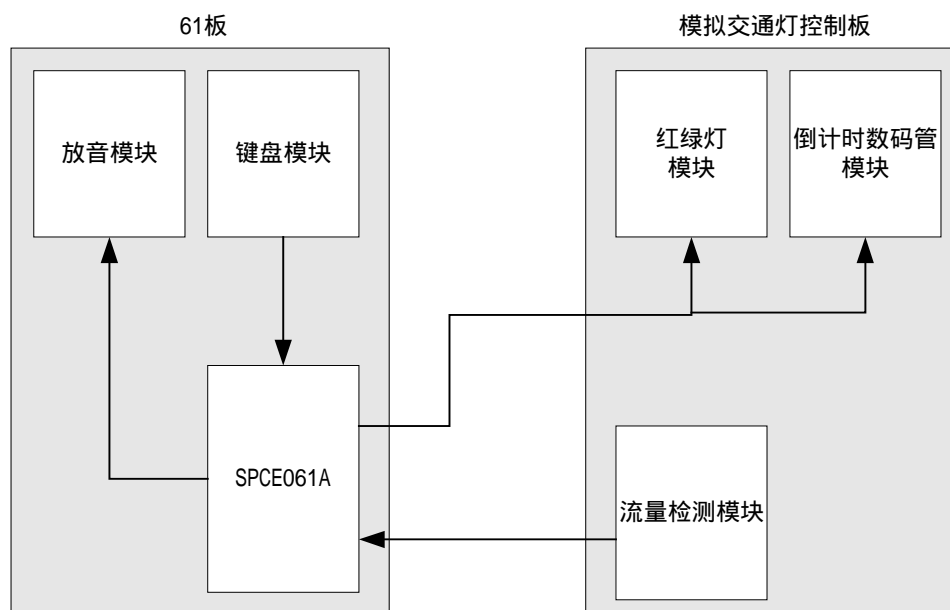 61板
模拟交通灯控制板
放音模块
键盘模块
红绿灯
模块
倒计时数码管
模块
SPCE061A
流量检测模块